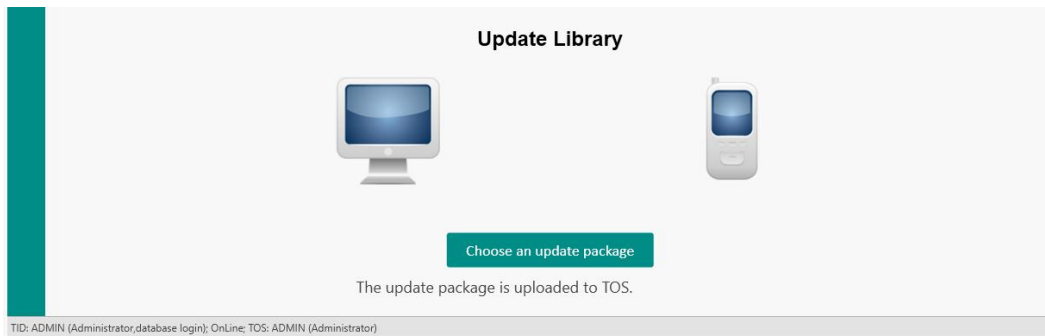 Update Library
Choose an update package
The update package is uploaded to TOS.
TID: ADMIN (Administrator,database login); OnLine; TOS: ADMIN (Administrator)